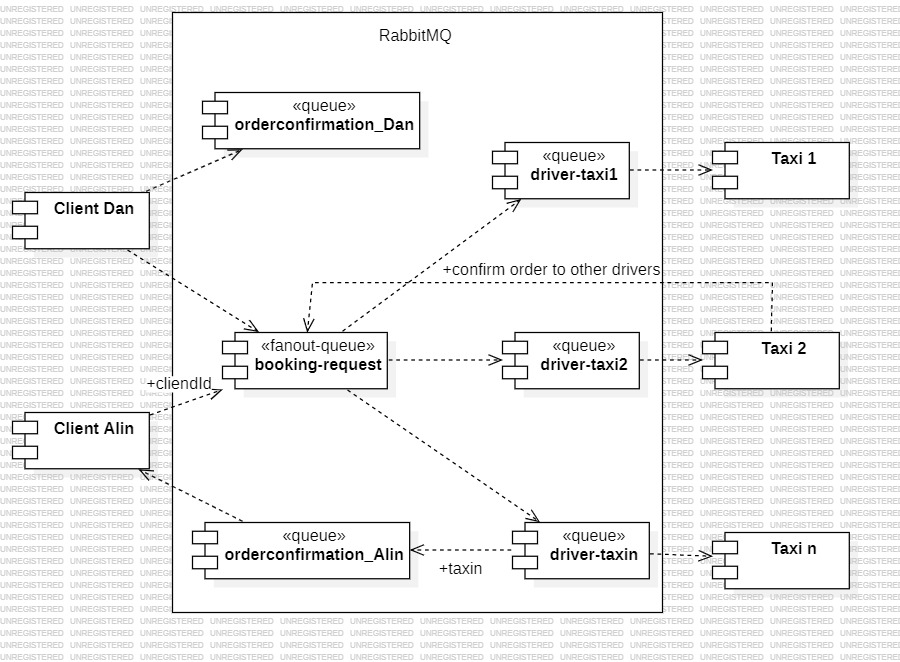 RabbitMQ
«queue»
orderconfirmation_Dan
«queue»
driver-taxi1
Taxi 1
Client Dan
+confirm order to other drivers
«fanout-queue»
booking-request
«queue»
driver-taxi2
Taxi 2
+cliendId
Client Alin
«queue»
orderconfirmation_Alin
+taxin
«queue»
driver-taxin
Taxi n
UNREGISTERED